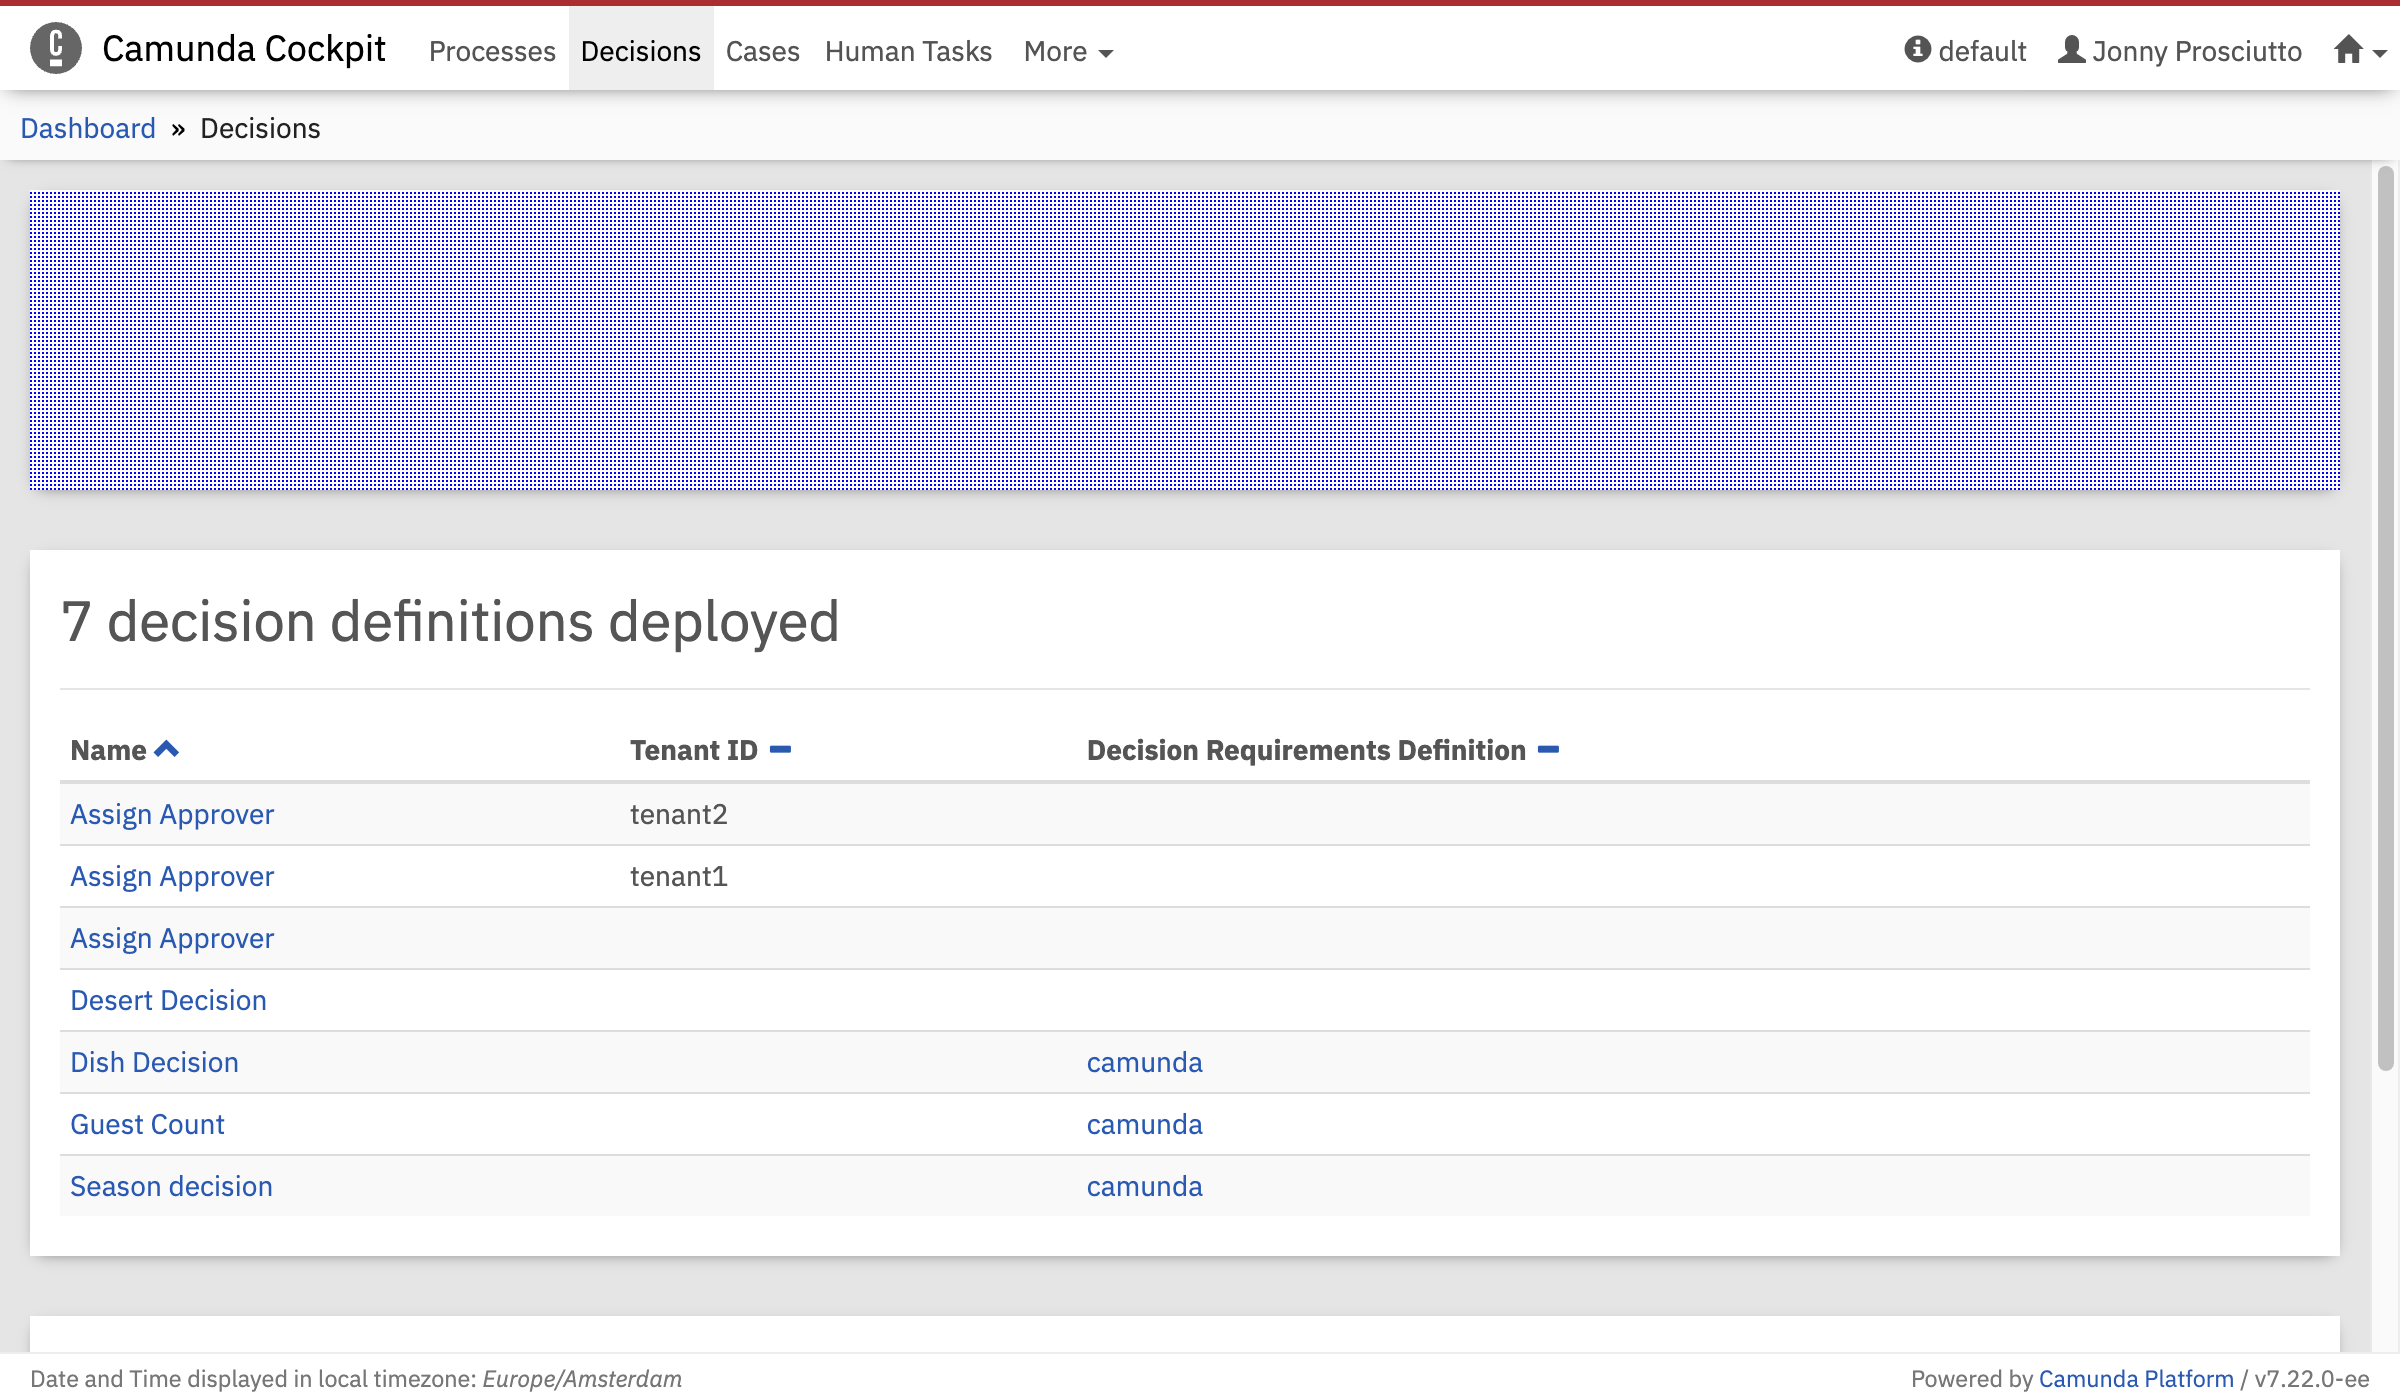 Camunda Cockpit Processes Decisions Cases Human Tasks More default Jonny Prosciutto
Dashboard » Decisions
7 decision definitions deployed
Name Tenant ID Decision Requirements Definition
Assign Approver tenant2
Assign Approver tenant1
Assign Approver
Desert Decision
Dish Decision camunda
Guest Count camunda
Season decision camunda
Date and Time displayed in local timezone: Europe/Amsterdam Powered by Camunda Platform / v7.22.0-ee